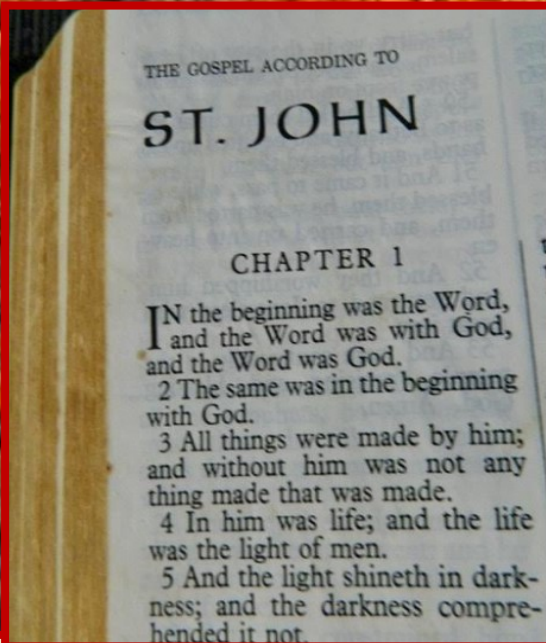 THE GOSPEL ACCORDING TO
ST. JOHN
CHAPTER 1
IN the beginning was the Word,
and the Word was with God,
and the Word was God.
2 The same was in the beginning
with God.
3 All things were made by him;
and without him was not any
thing made that was made.
4 In him was life; and the life
was the light of men.
5 And the light shineth in dark-
ness; and the darkness compre-
hended it not.